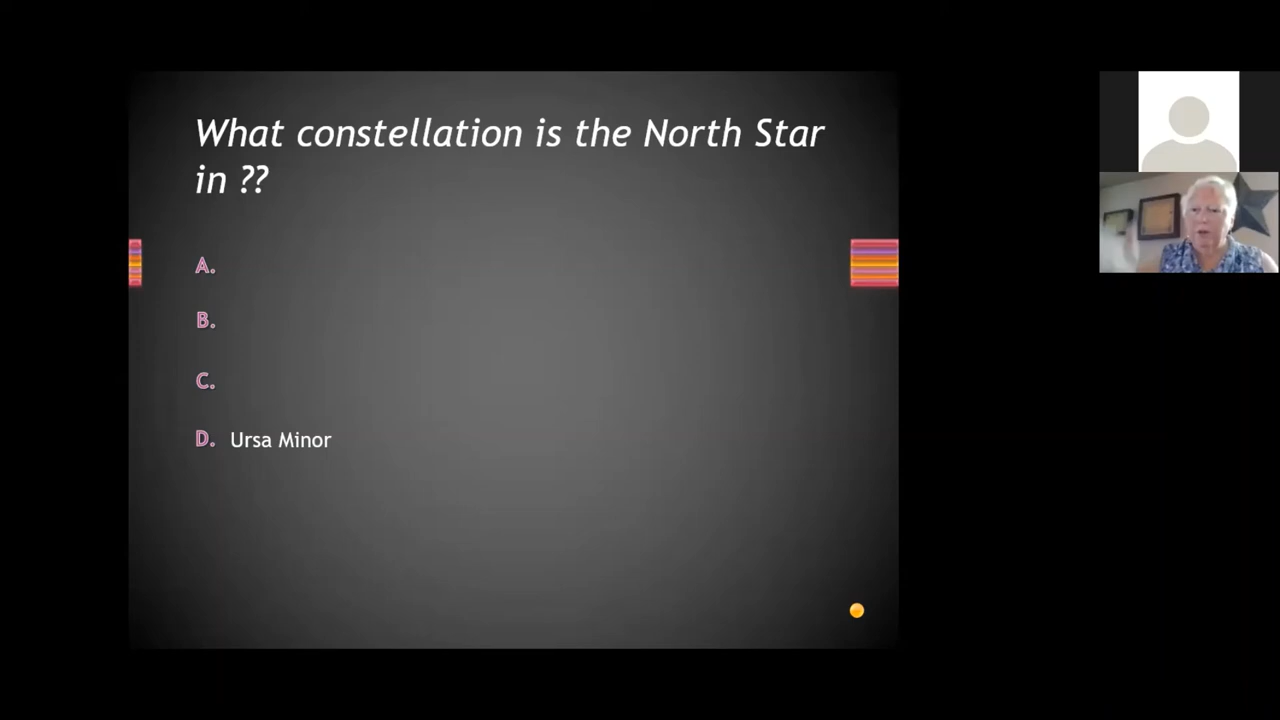 What constellation is the North Star
in ??
A.
B.
C.
D. Ursa Minor